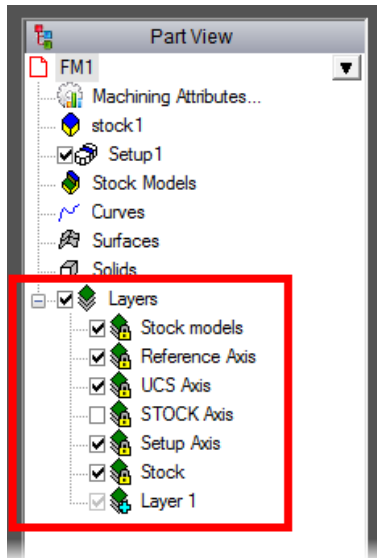 Part View
FM1
Machining Attributes...
stock1
Setup1
Stock Models
Curves
Surfaces
Solids
Layers
Stock models
Reference Axis
UCS Axis
STOCK Axis
Setup Axis
Stock
Layer 1